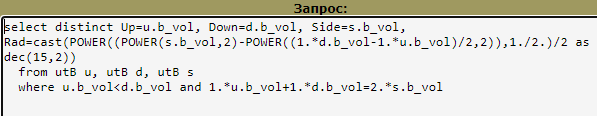 Запрос:
select distinct Up=u.b_vol, Down=d.b_vol, Side=s.b_vol,
Rad=cast(POWER((POWER(s.b_vol,2)-POWER((1.*d.b_vol-1.*u.b_vol)/2,2)),1./2.)/2 as
dec(15,2))
from utB u, utB d, utB s
where u.b_vol<d.b_vol and 1.*u.b_vol+1.*d.b_vol=2.*s.b_vol